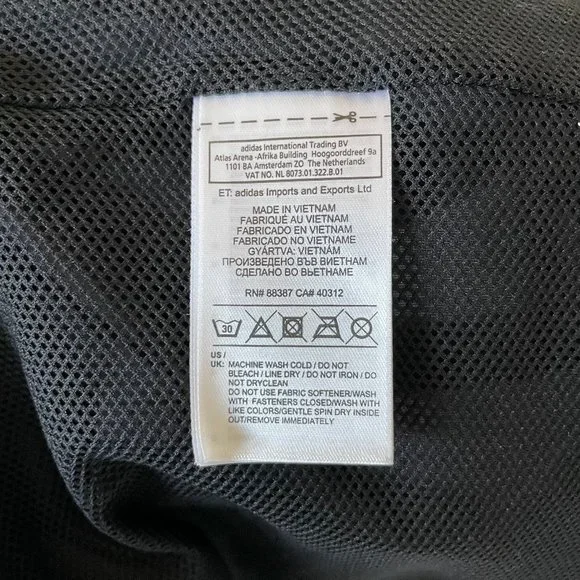 adidas International Trading BV
Atlas Arena -Afrika Building Hoogoorddreef 9a
1101 BA Amsterdam ZO The Netherlands
VAT NO. NL 8073.01.322.B.01
ET: adidas Imports and Exports Ltd
MADE IN VIETNAM
FABRIQUÉ AU VIETNAM
FABRICADO EN VIETNAM
FABRICADO NO VIETNAME
GYÁRTVA: VIETNÁM
ПРОИЗВЕДЕНО ВЪВ ВИЕТНАМ
СДЕЛАНО ВО ВЬЕТНАМЕ
RN# 88387 CA# 40312
30
US /
UK: MACHINE WASH COLD / DO NOT
BLEACH / LINE DRY / DO NOT IRON / DO
NOT DRYCLEAN
DO NOT USE FABRIC SOFTENER/WASH
WITH FASTENERS CLOSED/WASH WITH
LIKE COLORS/GENTLE SPIN DRY INSIDE
OUT/REMOVE IMMEDIATELY